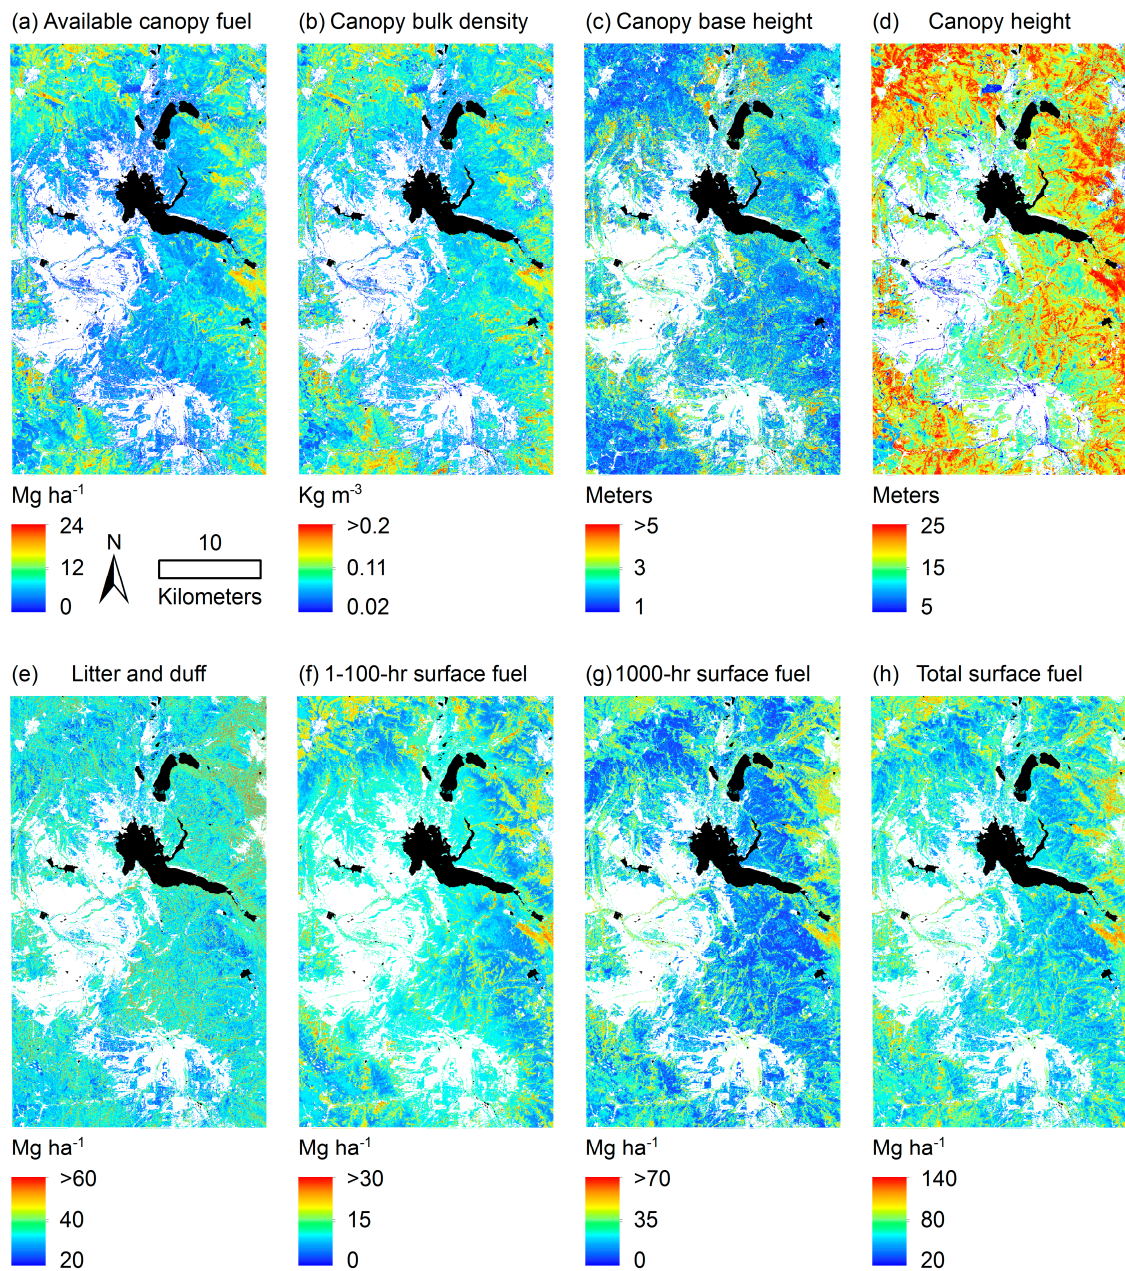 (a) Available canopy fuel
(b) Canopy bulk density
(c) Canopy base height
(d) Canopy height
Mg ha-1
24
12
0
N
10
Kilometers
Kg m-3
>0.2
0.11
0.02
Meters
>5
3
1
Meters
25
15
5
(e) Litter and duff
(f) 1-100-hr surface fuel
(g) 1000-hr surface fuel
(h) Total surface fuel
Mg ha-1
>60
40
20
Mg ha-1
>30
15
0
Mg ha-1
>70
35
0
Mg ha-1
140
80
20